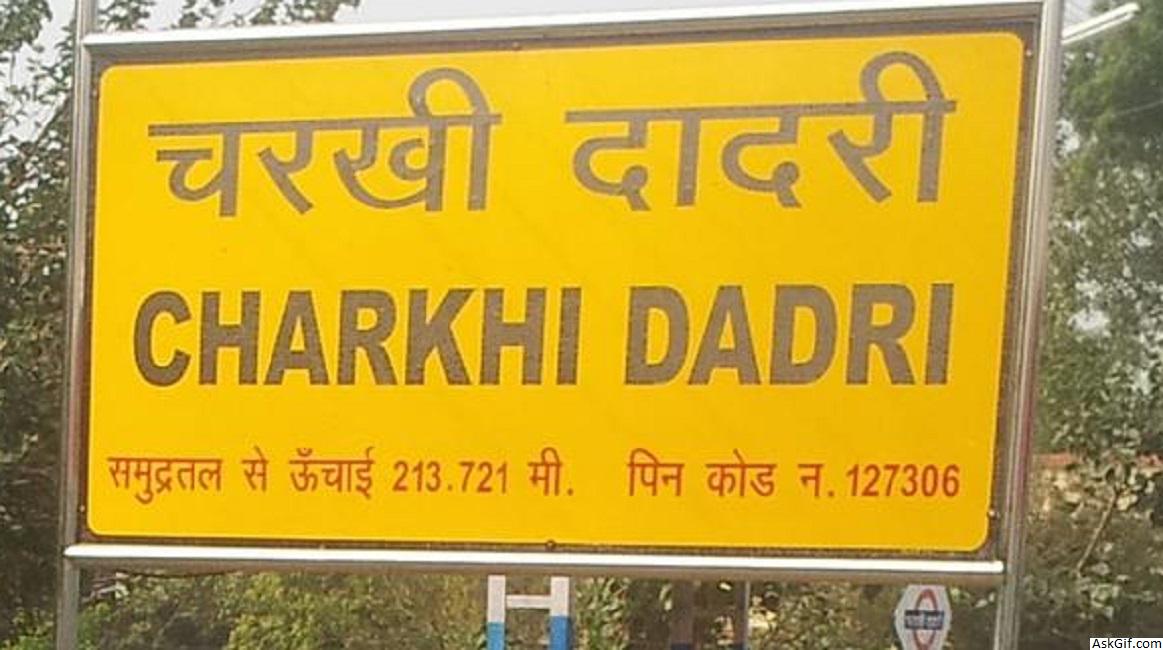 चरखी दादरी
CHARKHI DADRI
समुद्रतल से ऊँचाई 213.721 मी. पिन कोड न. 127306
AskGif.com